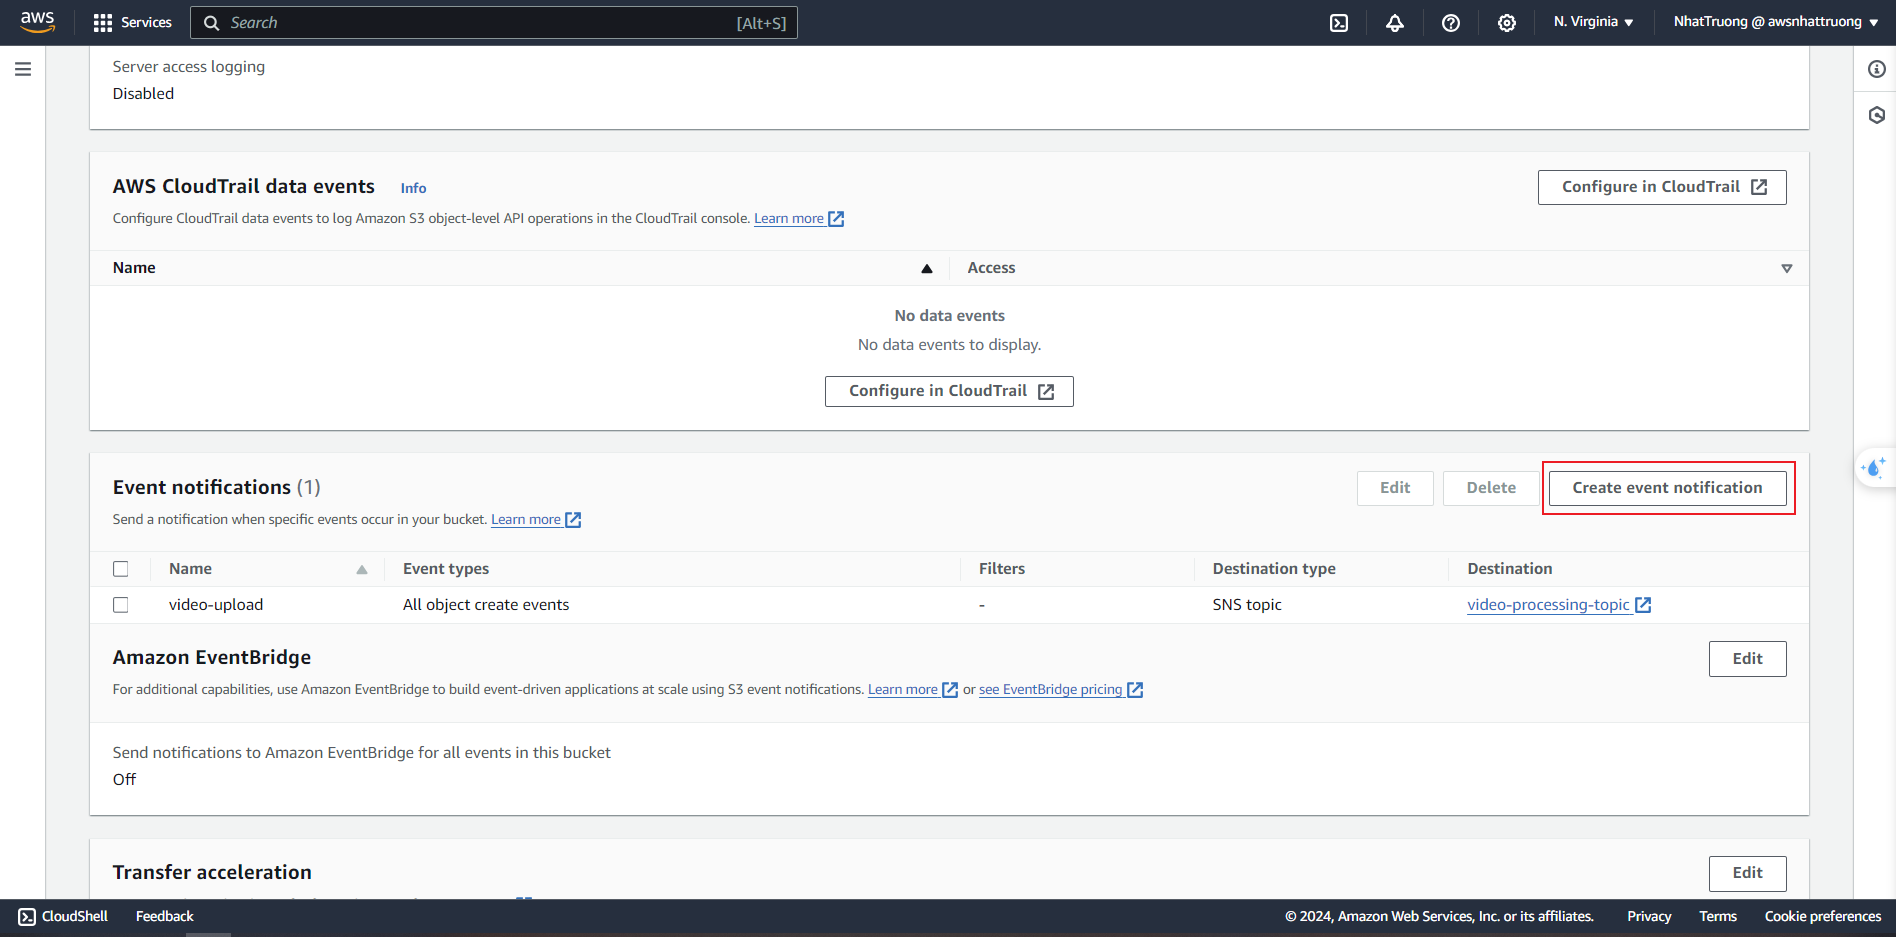 aws Services Search [Alt+S] N. Virginia NhatTruong @ awsnhattruong
Server access logging
Disabled
AWS CloudTrail data events Info Configure in CloudTrail
Configure CloudTrail data events to log Amazon S3 object-level API operations in the CloudTrail console. Learn more
Name Access
No data events
No data events to display.
Configure in CloudTrail
Event notifications (1) Edit Delete Create event notification
Send a notification when specific events occur in your bucket. Learn more
Name Event types Filters Destination type Destination
video-upload All object create events - SNS topic video-processing-topic
Amazon EventBridge Edit
For additional capabilities, use Amazon EventBridge to build event-driven applications at scale using S3 event notifications. Learn more or see EventBridge pricing
Send notifications to Amazon EventBridge for all events in this bucket
Off
Transfer acceleration Edit
CloudShell Feedback © 2024, Amazon Web Services, Inc. or its affiliates. Privacy Terms Cookie preferences